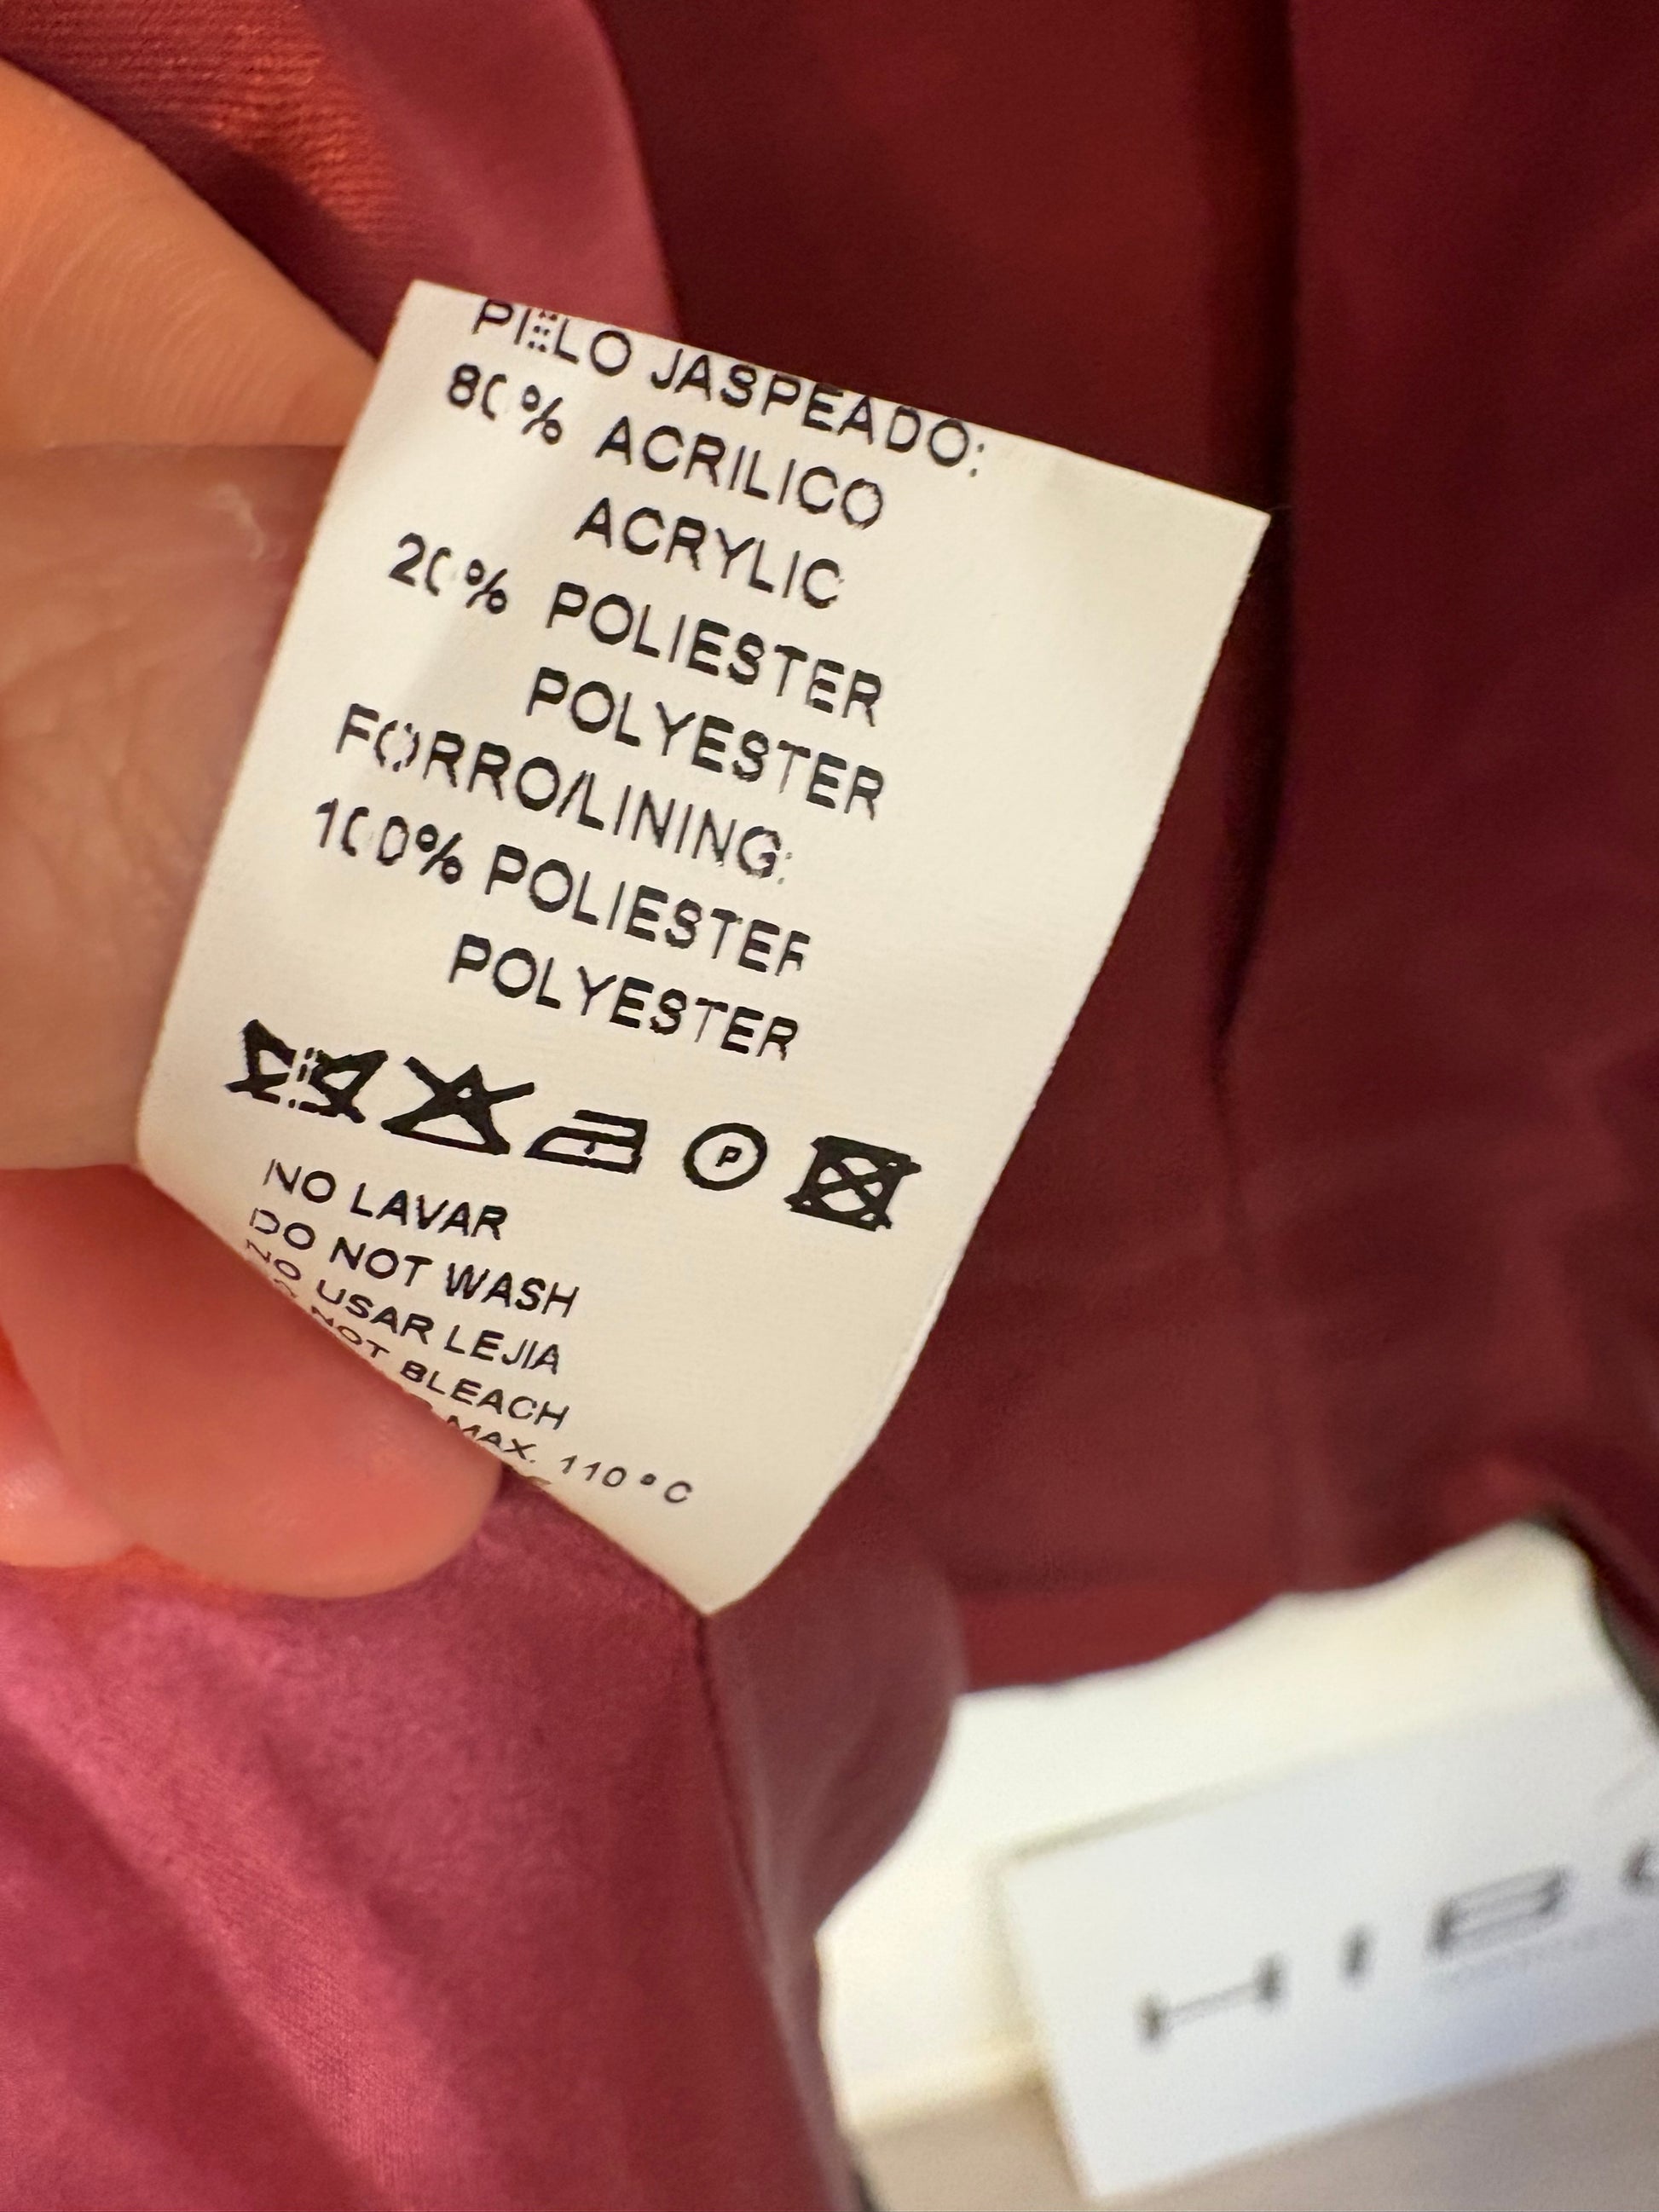 PIELO JASPEADO:
80% ACRILICO
ACRYLIC
20% POLIESTER
POLYESTER
FORRO/LINING:
100% POLIESTER
POLYESTER
P
NO LAVAR
DO NOT WASH
NO USAR LEJIA
NOT BLEACH
MAX. 110°C